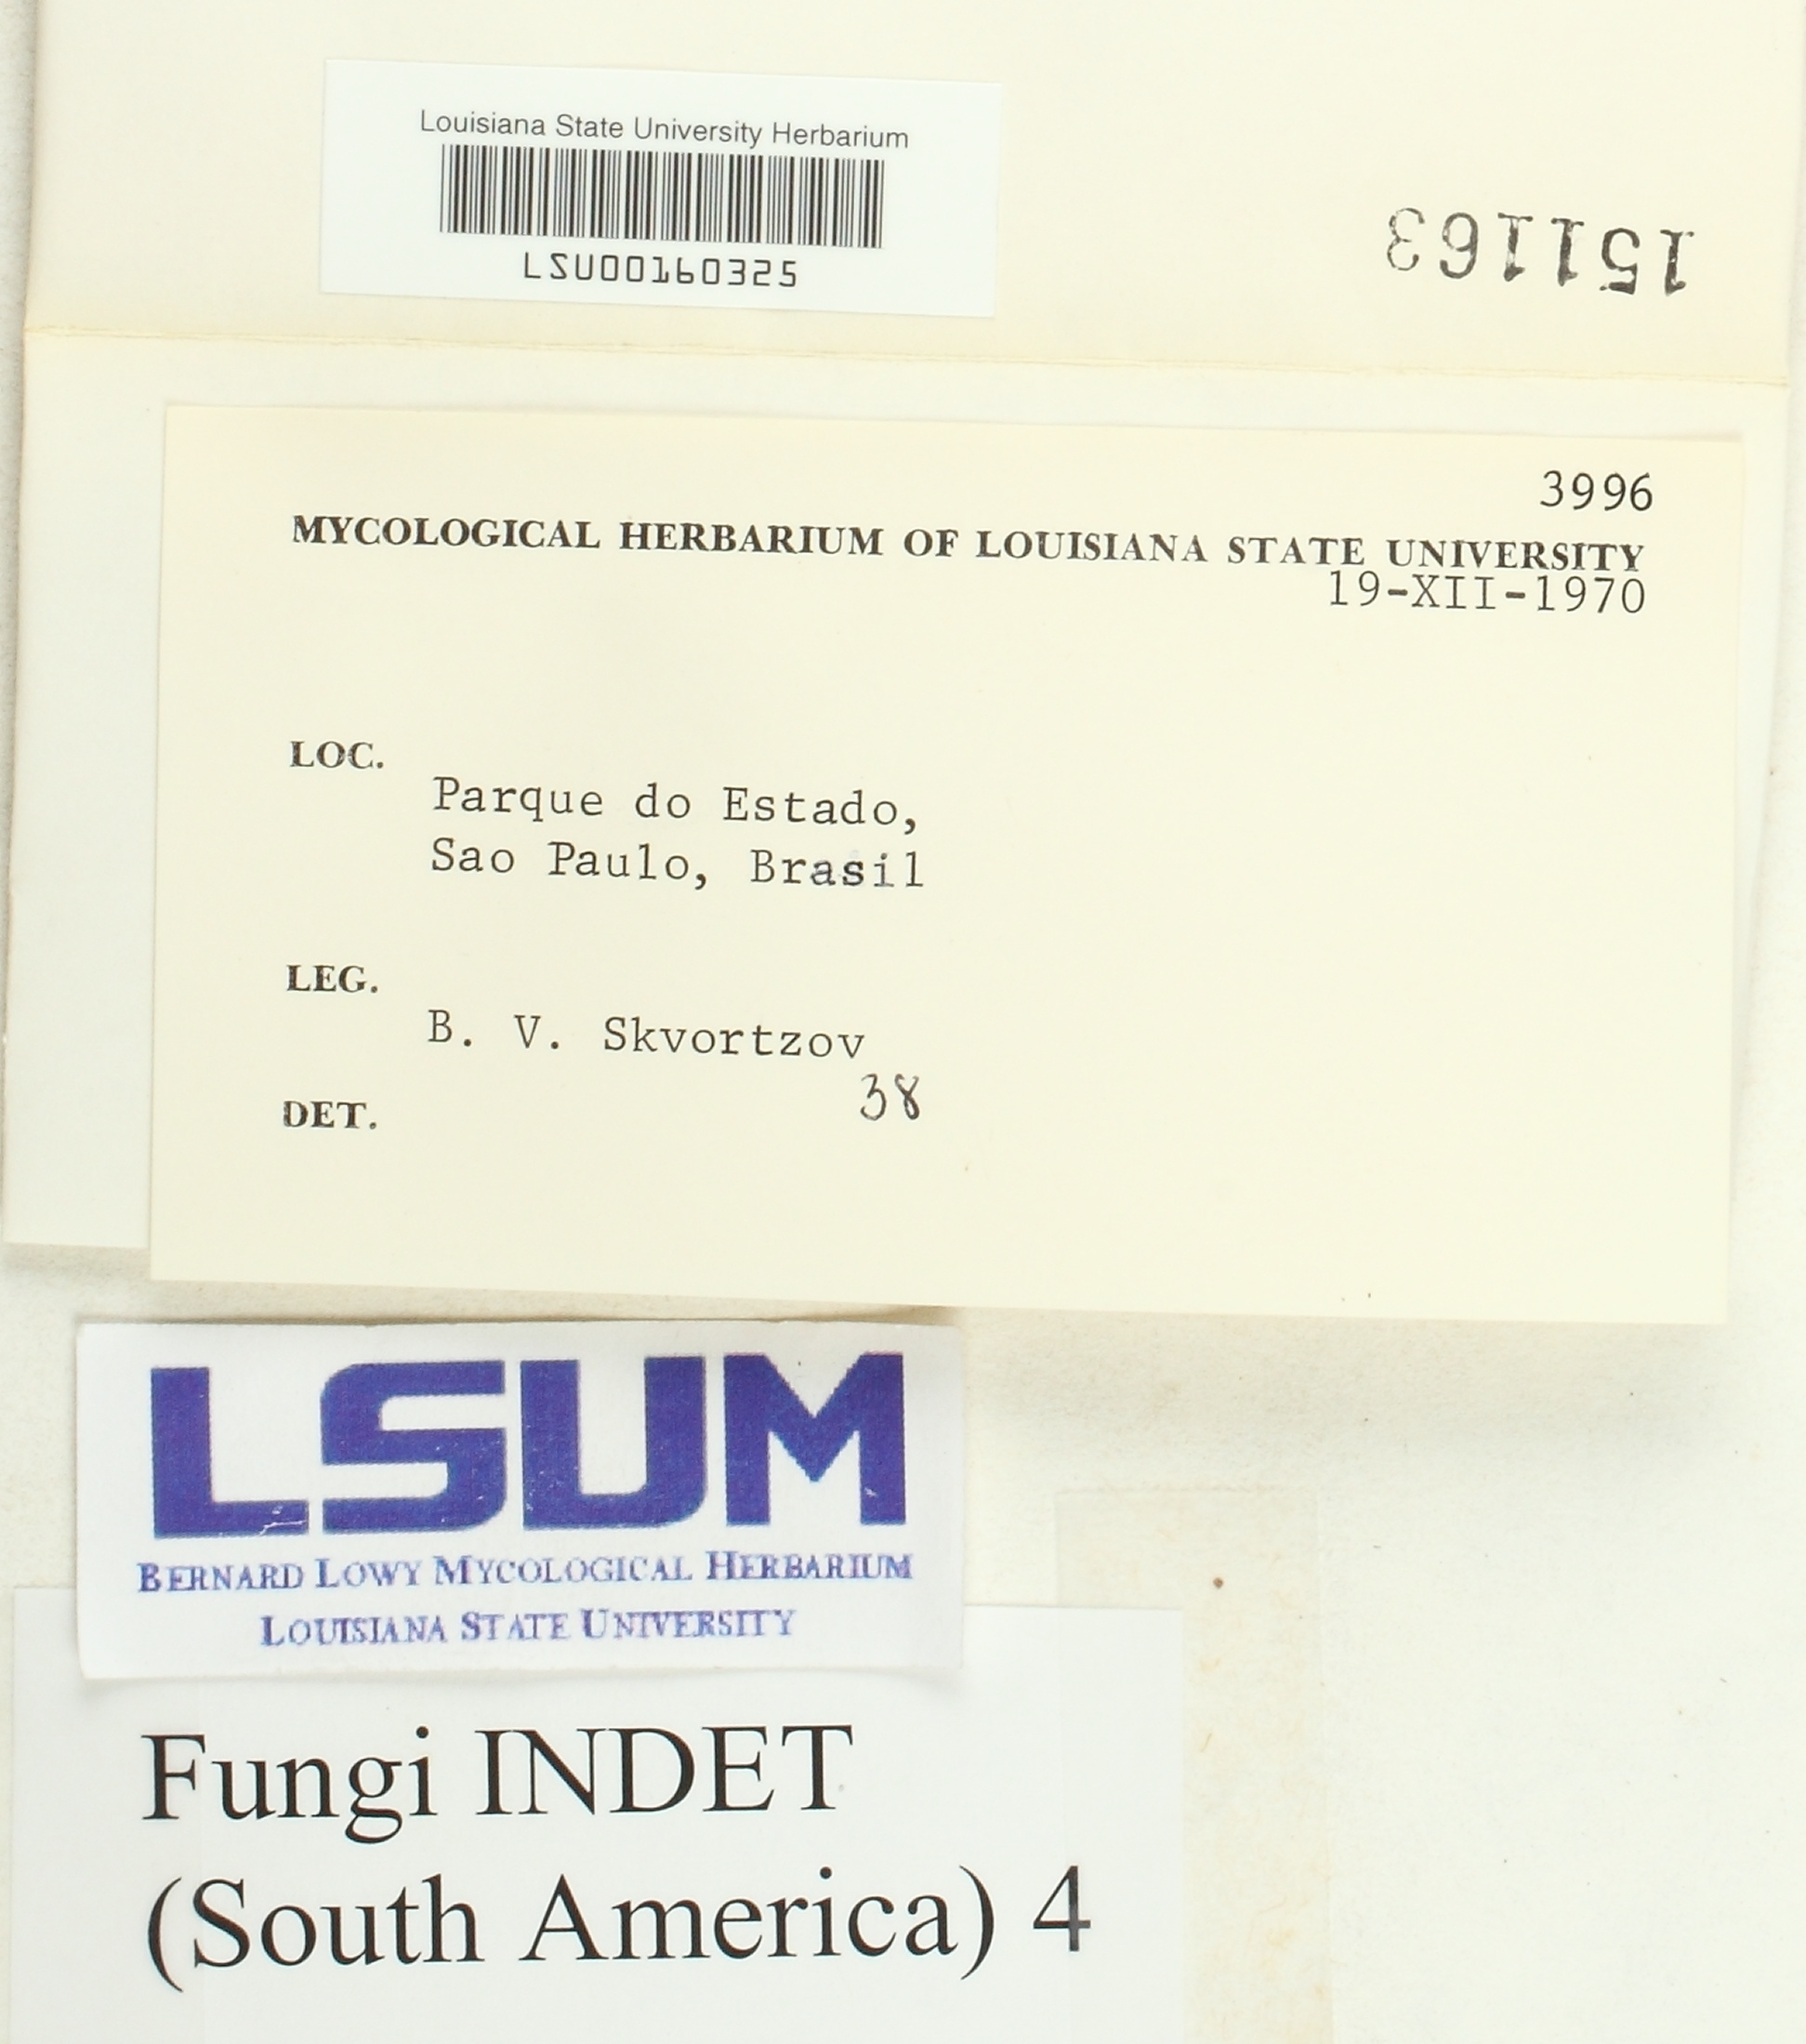 Louisiana State University Herbarium
LSU00160325
151163
3996
MYCOLOGICAL HERBARIUM OF LOUISIANA STATE UNIVERSITY
19-XII-1970
LOC.
Parque do Estado,
Sao Paulo, Brasil
LEG.
B. V. Skvortzov
38
DET.
LSUM
BERNARD LOWY MYCOLOGICAL HERBARIUM
LOUISIANA STATE UNIVERSITY
Fungi INDET
(South America) 4